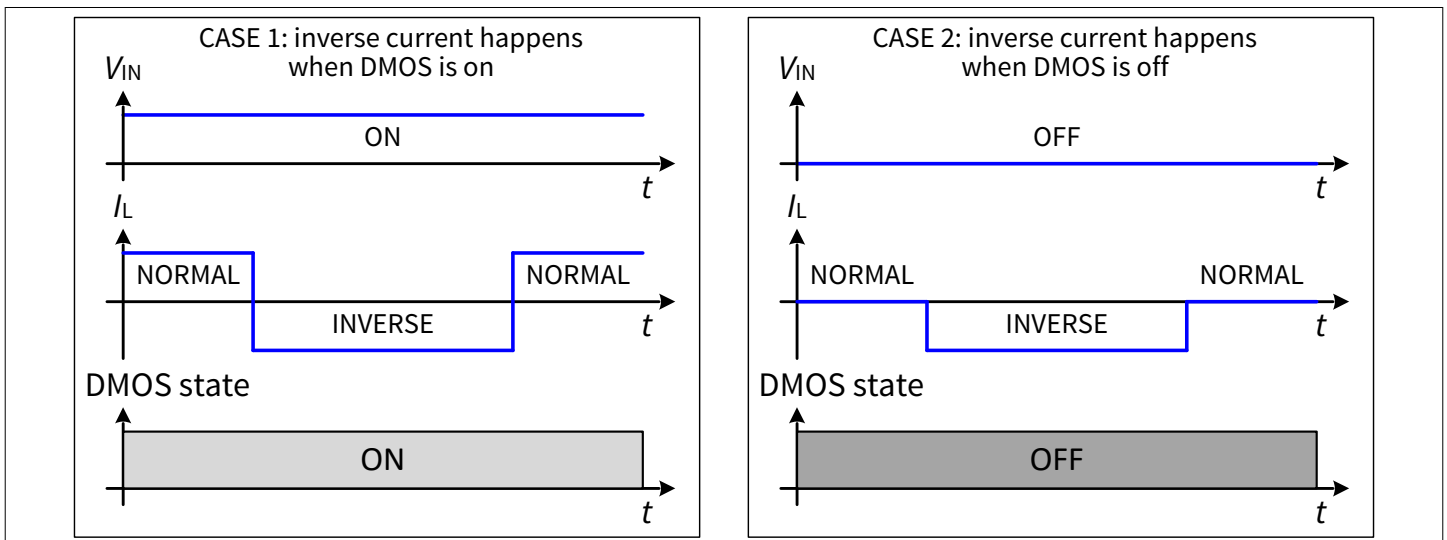 CASE 1: inverse current happens
when DMOS is on
VIN
ON
t
IL
NORMAL
NORMAL
INVERSE
t
DMOS state
ON
t
CASE 2: inverse current happens
when DMOS is off
VIN
OFF
t
IL
NORMAL
NORMAL
INVERSE
t
DMOS state
OFF
t